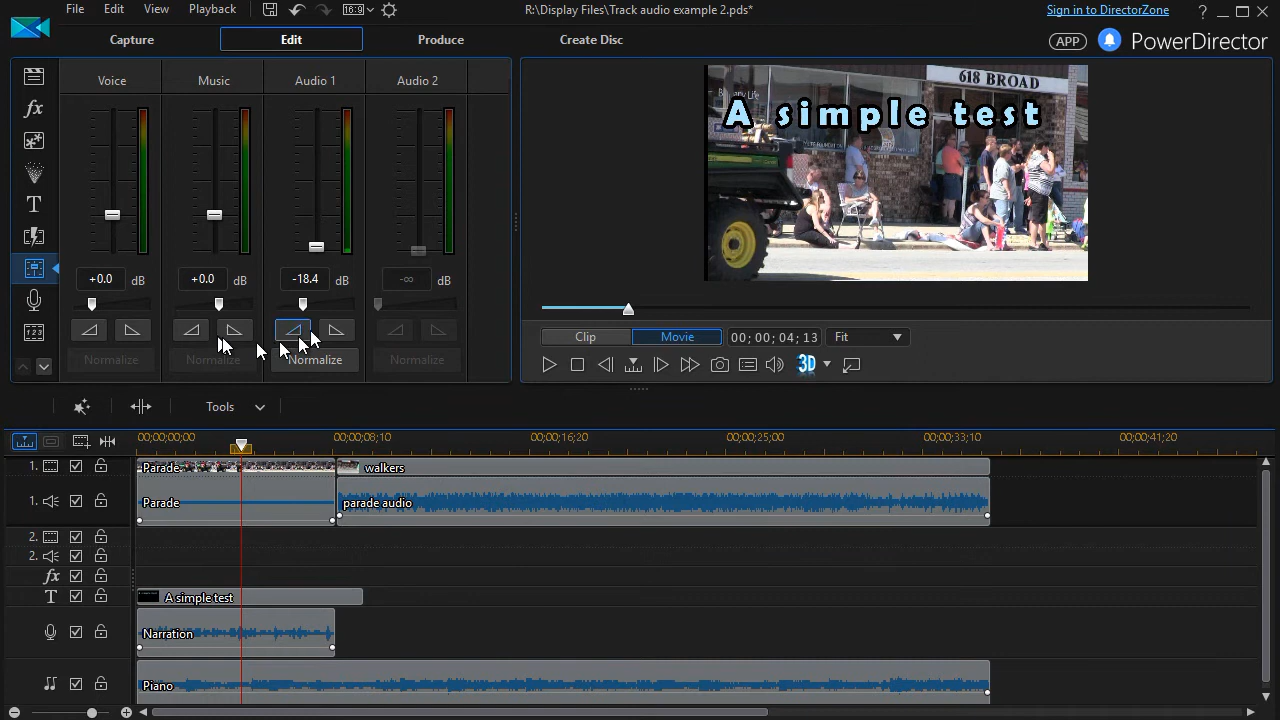 File Edit View Playback 16:9 R:\Display Files\Track audio example 2.pds* Sign in to DirectorZone ?
Capture Edit Produce Create Disc APP PowerDirector
Voice Music Audio 1 Audio 2
618 BROAD
A simple test
fx
T
+0.0 dB +0.0 dB -18.4 dB -∞ dB
Normalize Normalize Normalize Normalize
Clip Movie 00; 00; 04; 13 Fit
3D
Tools
00;00;00;00 00;00;08;10 00;00;16;20 00;00;25;00 00;00;33;10 00;00;41;20
1. Parade walkers
1. Parade parade audio
2.
2.
fx
T A simple test
Narration
Piano